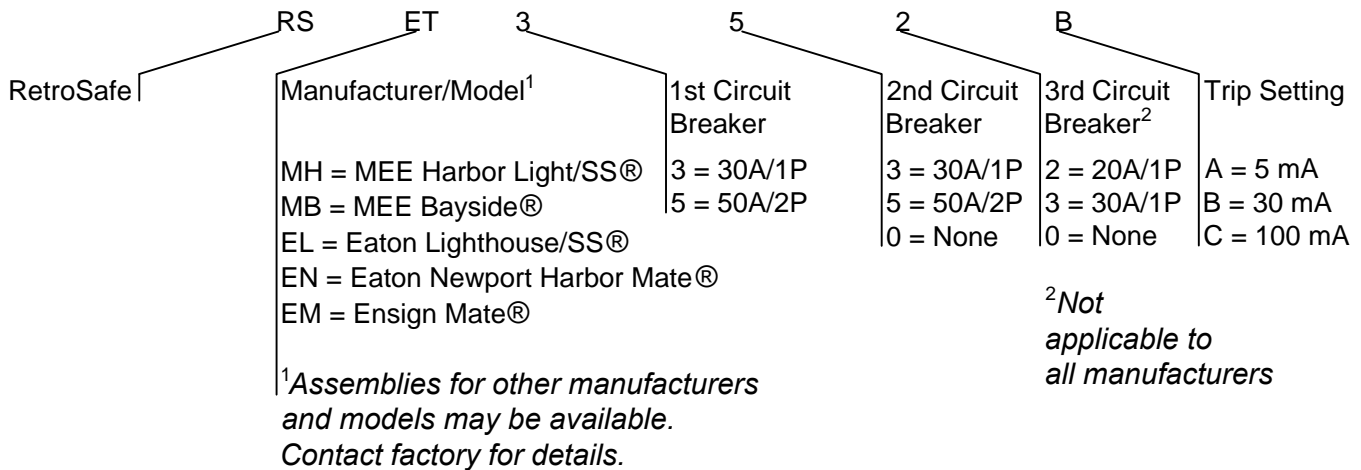 RS ET 3 5 2 B
RetroSafe
Manufacturer/Model¹
MH = MEE Harbor Light/SS®
MB = MEE Bayside®
EL = Eaton Lighthouse/SS®
EN = Eaton Newport Harbor Mate®
EM = Ensign Mate®
¹Assemblies for other manufacturers
and models may be available.
Contact factory for details.
1st Circuit
Breaker
3 = 30A/1P
5 = 50A/2P
2nd Circuit
Breaker
3 = 30A/1P
5 = 50A/2P
0 = None
3rd Circuit
Breaker²
2 = 20A/1P
3 = 30A/1P
0 = None
²Not
applicable to
all manufacturers
Trip Setting
A = 5 mA
B = 30 mA
C = 100 mA